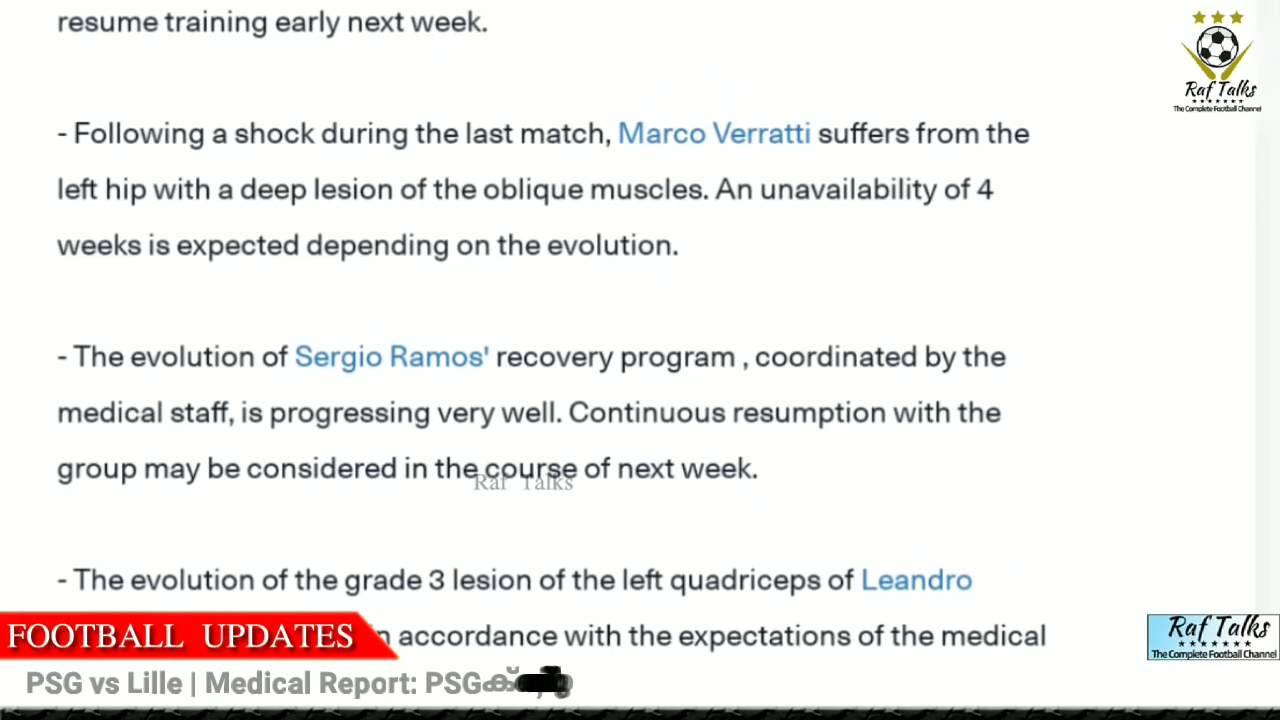 resume training early next week.
Raf Talks
The Complete Football Channel
- Following a shock during the last match, Marco Verratti suffers from the
left hip with a deep lesion of the oblique muscles. An unavailability of 4
weeks is expected depending on the evolution.
- The evolution of Sergio Ramos' recovery program , coordinated by the
medical staff, is progressing very well. Continuous resumption with the
group may be considered in the course of next week.
Raf Talks
- The evolution of the grade 3 lesion of the left quadriceps of Leandro
accordance with the expectations of the medical
FOOTBALL UPDATES
Raf Talks
The Complete Football Channel
PSG vs Lille | Medical Report: